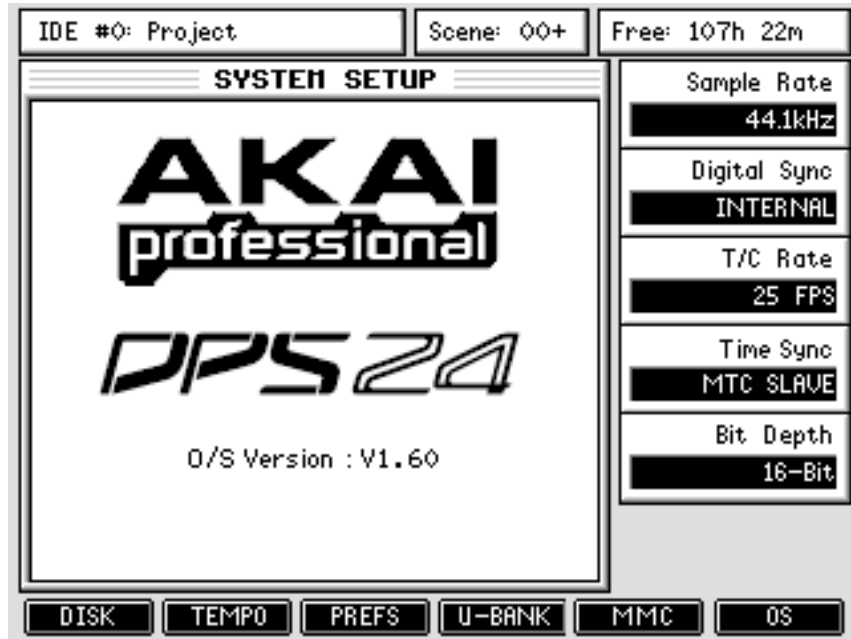 IDE #0: Project
Scene: 00+
Free: 107h 22m
SYSTEM SETUP
AKAI
professional
DPS24
O/S Version : V1.60
Sample Rate
44.1kHz
Digital Sync
INTERNAL
T/C Rate
25 FPS
Time Sync
MTC SLAVE
Bit Depth
16-Bit
DISK
TEMPO
PREFS
U-BANK
MMC
OS